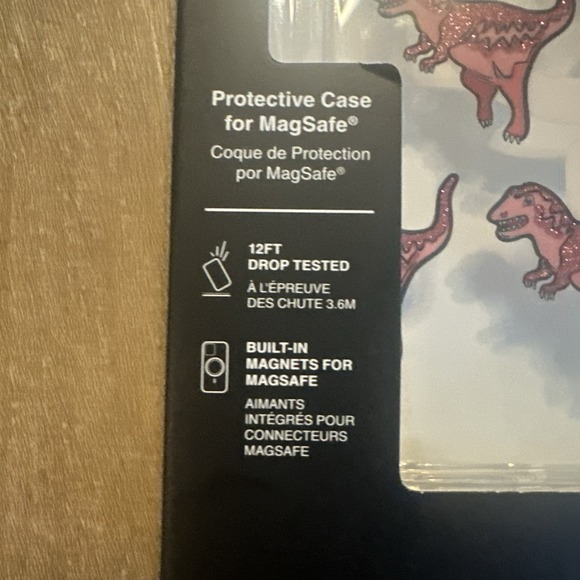 Protective Case
for MagSafe®
Coque de Protection
por MagSafe®
12FT
DROP TESTED
À L'ÉPREUVE
DES CHUTE 3.6M
BUILT-IN
MAGNETS FOR
MAGSAFE
AIMANTS
INTÉGRÉS POUR
CONNECTEURS
MAGSAFE